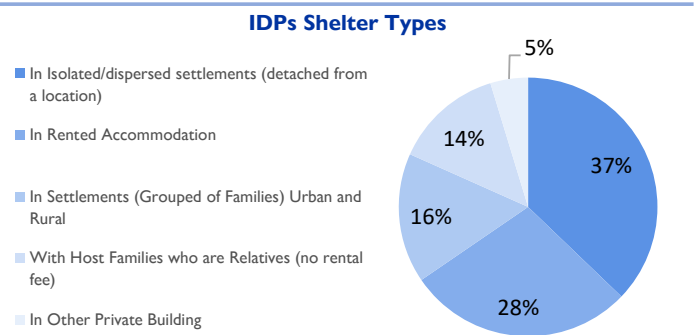 IDPs Shelter Types
In Isolated/dispersed settlements (detached from
a location)
In Rented Accommodation
In Settlements (Grouped of Families) Urban and
Rural
With Host Families who are Relatives (no rental
fee)
In Other Private Building
5%
37%
14%
16%
28%